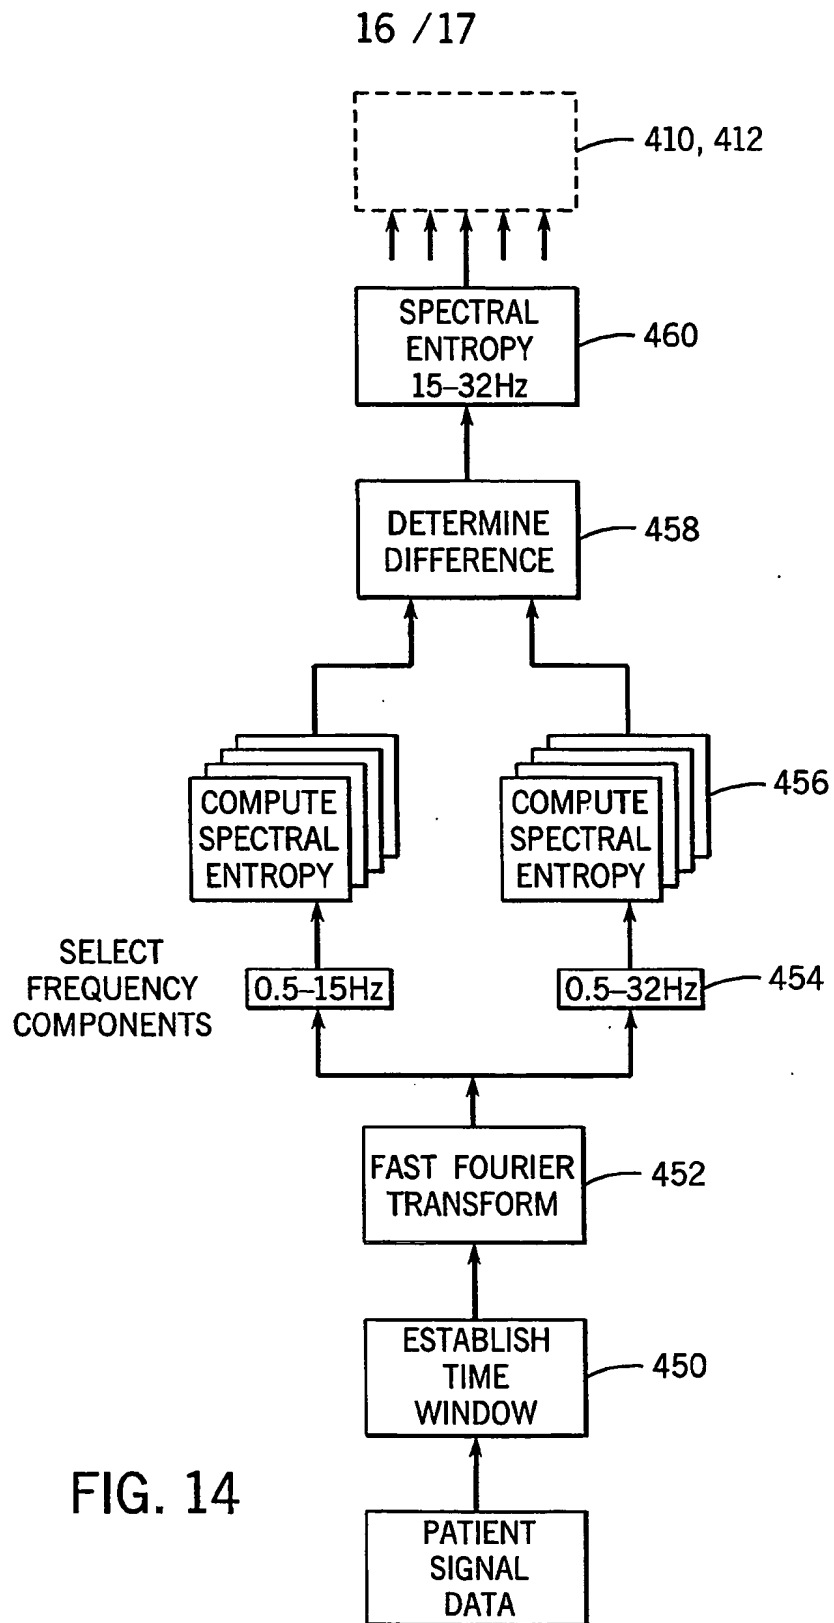 16 /17
410, 412
SPECTRAL
ENTROPY
15–32Hz
460
DETERMINE
DIFFERENCE
458
COMPUTE
SPECTRAL
ENTROPY
COMPUTE
SPECTRAL
ENTROPY
456
SELECT
FREQUENCY
COMPONENTS
0.5–15Hz
0.5–32Hz
454
FAST FOURIER
TRANSFORM
452
ESTABLISH
TIME
WINDOW
450
FIG. 14
PATIENT
SIGNAL
DATA